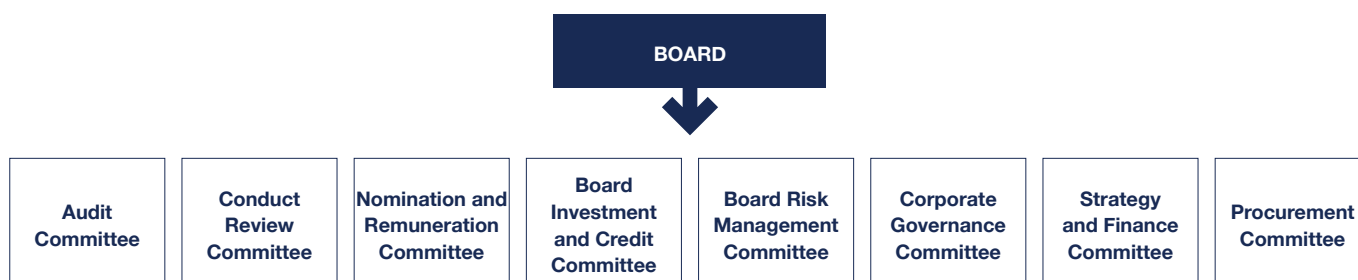 BOARD
Audit
Committee
Conduct
Review
Committee
Nomination and
Remuneration
Committee
Board
Investment
and Credit
Committee
Board Risk
Management
Committee
Corporate
Governance
Committee
Strategy
and Finance
Committee
Procurement
Committee